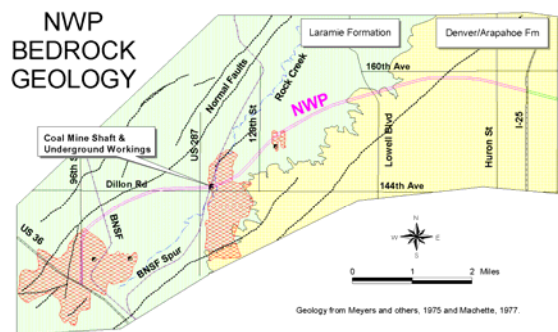 NWP
BEDROCK
GEOLOGY
Laramie Formation
Denver/Arapahoe Fm
160th Ave
Normal Faults
Rock Creek
NWP
Coal Mine Shaft &
Underground Workings
US-287
129th St
96th St
Lowell Blvd
Huron St
I-25
Dillon Rd
144th Ave
US 36
BNSF
BNSF Spur
N
W
E
S
0 1 2 Miles
Geology from Meyers and others, 1975 and Machette, 1977.